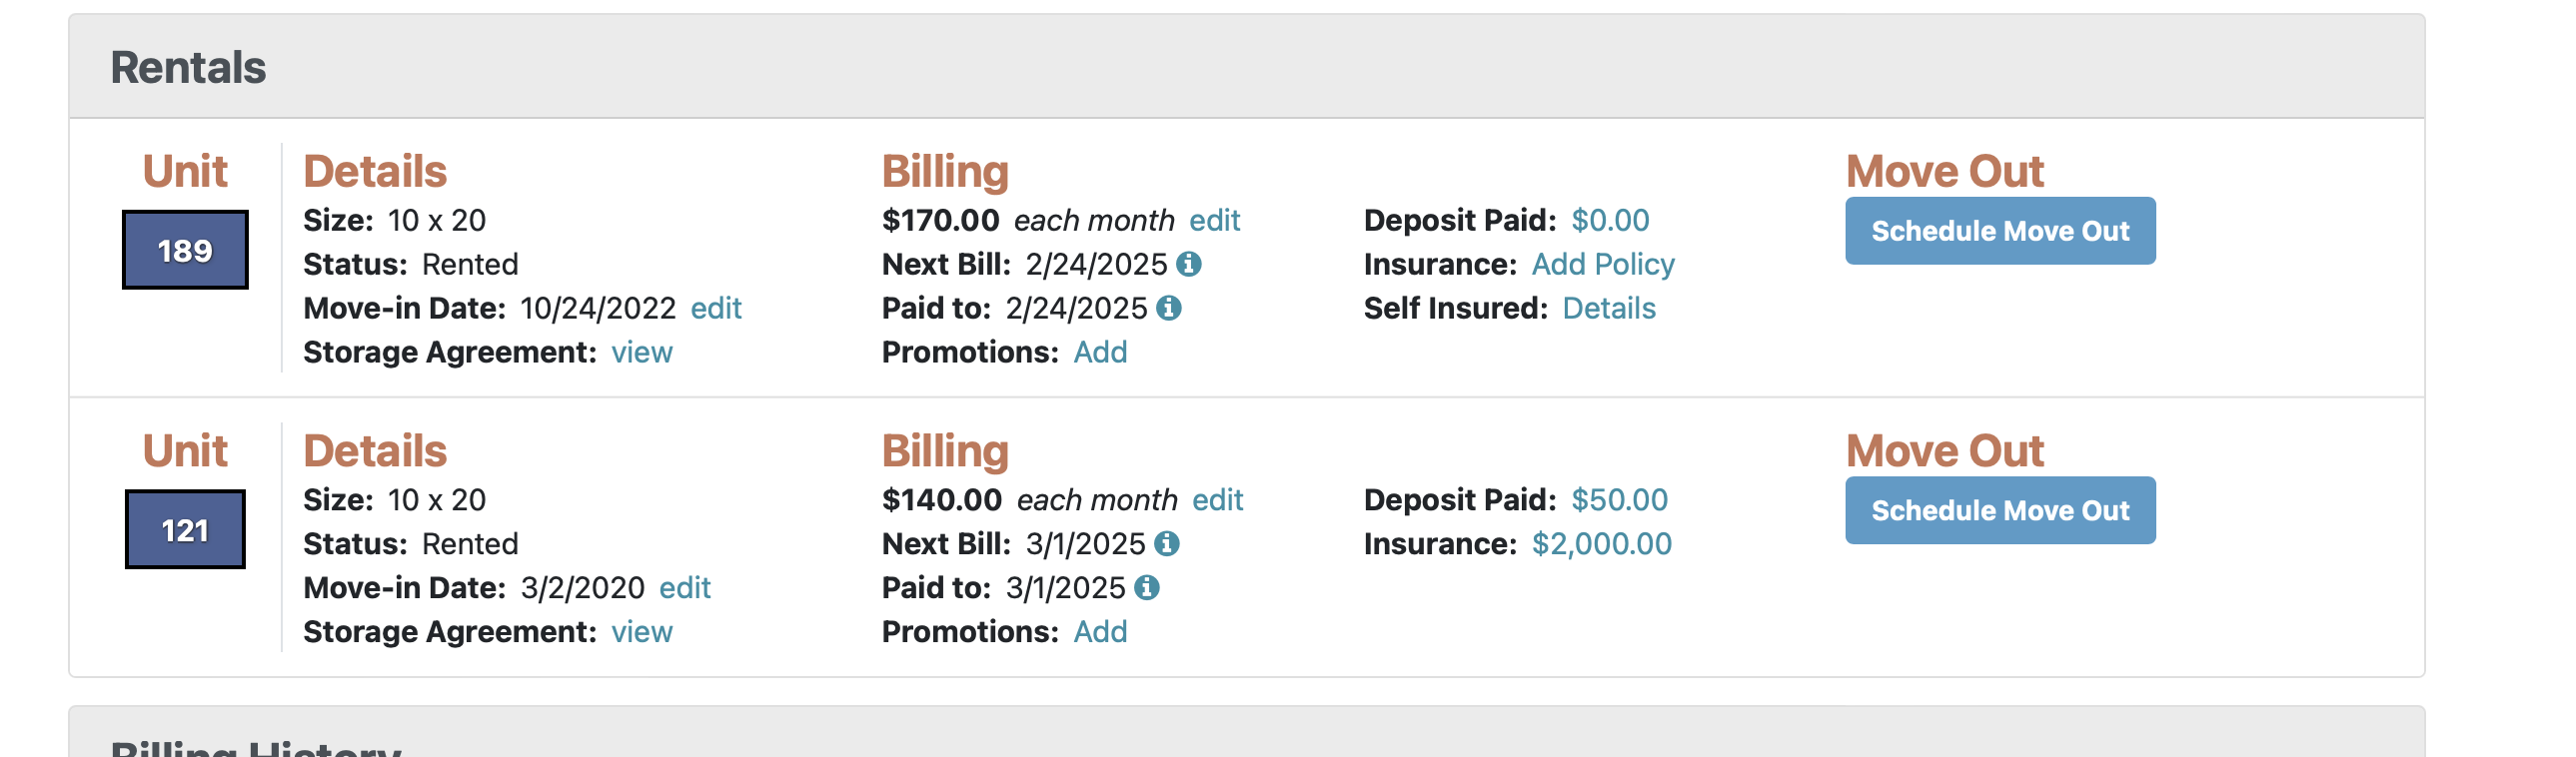 Rentals
Unit
189
Details
Size: 10 x 20
Status: Rented
Move-in Date: 10/24/2022 edit
Storage Agreement: view
Billing
$170.00 each month edit
Next Bill: 2/24/2025
Paid to: 2/24/2025
Promotions: Add
Deposit Paid: $0.00
Insurance: Add Policy
Self Insured: Details
Move Out
Schedule Move Out
Unit
121
Details
Size: 10 x 20
Status: Rented
Move-in Date: 3/2/2020 edit
Storage Agreement: view
Billing
$140.00 each month edit
Next Bill: 3/1/2025
Paid to: 3/1/2025
Promotions: Add
Deposit Paid: $50.00
Insurance: $2,000.00
Move Out
Schedule Move Out
Billing History